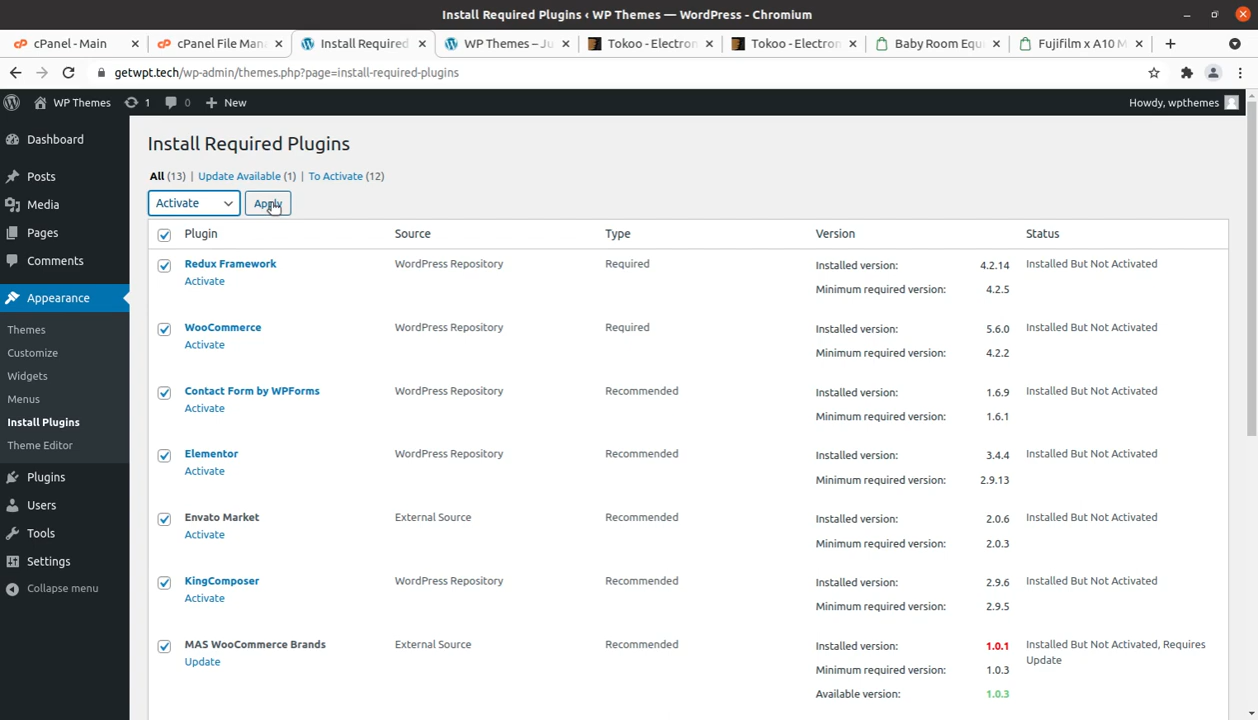 Install Required Plugins ‹ WP Themes — WordPress - Chromium
cPanel - Main
cPanel File Mana
Install Required
WP Themes – Ju
Tokoo - Electron
Tokoo - Electron
Baby Room Equi
Fujifilm x A10 M
getwpt.tech/wp-admin/themes.php?page=install-required-plugins
WP Themes 1 0 New Howdy, wpthemes
Dashboard
Posts
Media
Pages
Comments
Appearance
Themes
Customize
Widgets
Menus
Install Plugins
Theme Editor
Plugins
Users
Tools
Settings
Collapse menu
Install Required Plugins
All (13) | Update Available (1) | To Activate (12)
Activate Apply
Plugin Source Type Version Status
Redux Framework WordPress Repository Required Installed version: 4.2.14 Installed But Not Activated
Activate Minimum required version: 4.2.5
WooCommerce WordPress Repository Required Installed version: 5.6.0 Installed But Not Activated
Activate Minimum required version: 4.2.2
Contact Form by WPForms WordPress Repository Recommended Installed version: 1.6.9 Installed But Not Activated
Activate Minimum required version: 1.6.1
Elementor WordPress Repository Recommended Installed version: 3.4.4 Installed But Not Activated
Activate Minimum required version: 2.9.13
Envato Market External Source Recommended Installed version: 2.0.6 Installed But Not Activated
Activate Minimum required version: 2.0.3
KingComposer WordPress Repository Recommended Installed version: 2.9.6 Installed But Not Activated
Activate Minimum required version: 2.9.5
MAS WooCommerce Brands External Source Recommended Installed version: 1.0.1 Installed But Not Activated, Requires
Update Minimum required version: 1.0.3 Update
Available version: 1.0.3